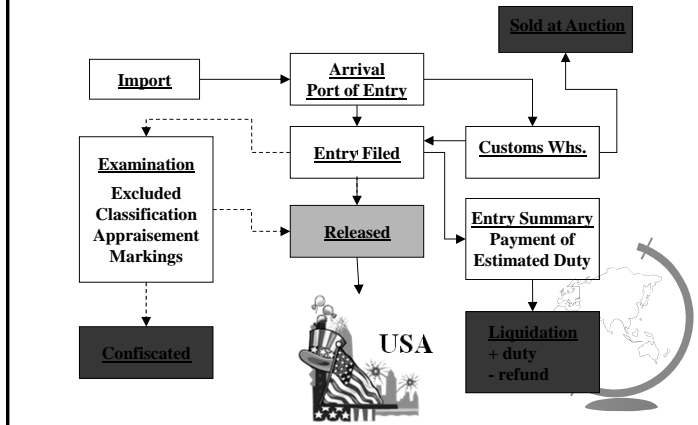 Sold at Auction
Import
Arrival
Port of Entry
Examination
Excluded
Classification
Appraisement
Markings
Entry Filed
Customs Whs.
Released
Entry Summary
Payment of
Estimated Duty
Confiscated
USA
Liquidation
+ duty
- refund